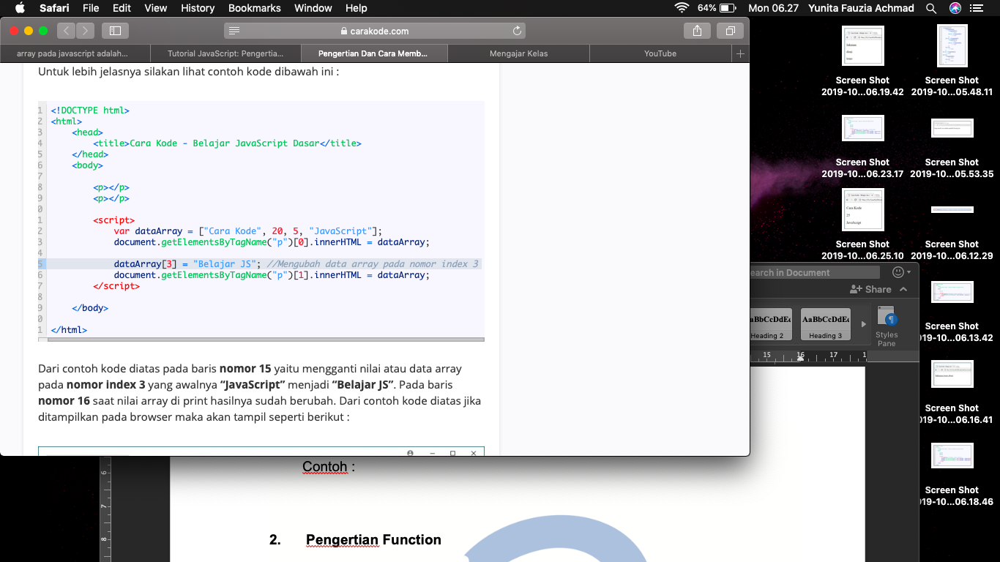 Safari File Edit View History Bookmarks Window Help 64% Mon 06.27 Yunita Fauzia Achmad
carakode.com
array pada javascript adalah... Tutorial JavaScript: Pengertia... Pengertian Dan Cara Memb... Mengajar Kelas YouTube
Untuk lebih jelasnya silakan lihat contoh kode dibawah ini :
1 <!DOCTYPE html>
2 <html>
3 <head>
4 <title>Cara Kode - Belajar JavaScript Dasar</title>
5 </head>
6 <body>
7
8 <p></p>
9 <p></p>
0
1 <script>
2 var dataArray = ["Cara Kode", 20, 5, "JavaScript"];
3 document.getElementsByTagName("p")[0].innerHTML = dataArray;
4
5 dataArray[3] = "Belajar JS"; //Mengubah data array pada nomor index 3
6 document.getElementsByTagName("p")[1].innerHTML = dataArray;
7 </script>
8
9 </body>
0
1 </html>
Dari contoh kode diatas pada baris nomor 15 yaitu mengganti nilai atau data array
pada nomor index 3 yang awalnya “JavaScript” menjadi “Belajar JS”. Pada baris
nomor 16 saat nilai array di print hasilnya sudah berubah. Dari contoh kode diatas jika
ditampilkan pada browser maka akan tampil seperti berikut :
Contoh :
2. Pengertian Function
earch in Document
Share
aBbCcDdEe AaBbCcDdEe
Heading 2 Heading 3
Styles
Pane
15 16 17 1
6
7
8
Screen Shot
2019-10...06.19.42
Screen Shot
2019-10...05.48.11
Screen Shot
2019-10...06.23.17
Screen Shot
2019-10...05.53.35
Cara Kode
25
JavaScript
Screen Shot
2019-10...06.25.10
Screen Shot
2019-10...06.12.29
Screen Shot
19-10...06.13.42
Screen Shot
19-10...06.16.41
Screen Shot
19-10...06.18.46